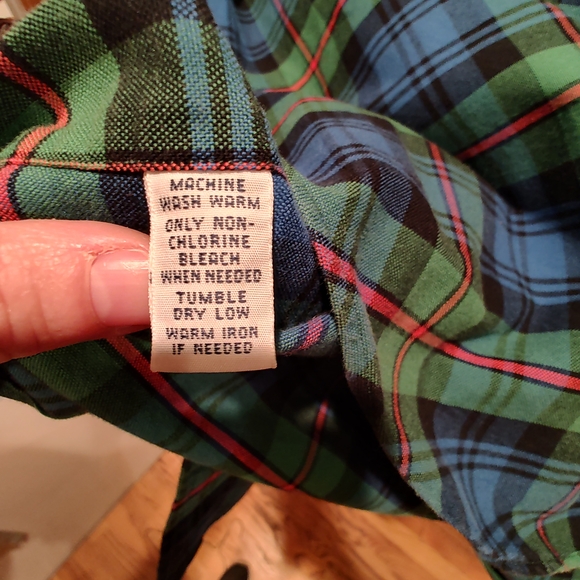 MACHINE
WASH WARM
ONLY NON-
CHLORINE
BLEACH
WHEN NEEDED
TUMBLE
DRY LOW
WARM IRON
IF NEEDED